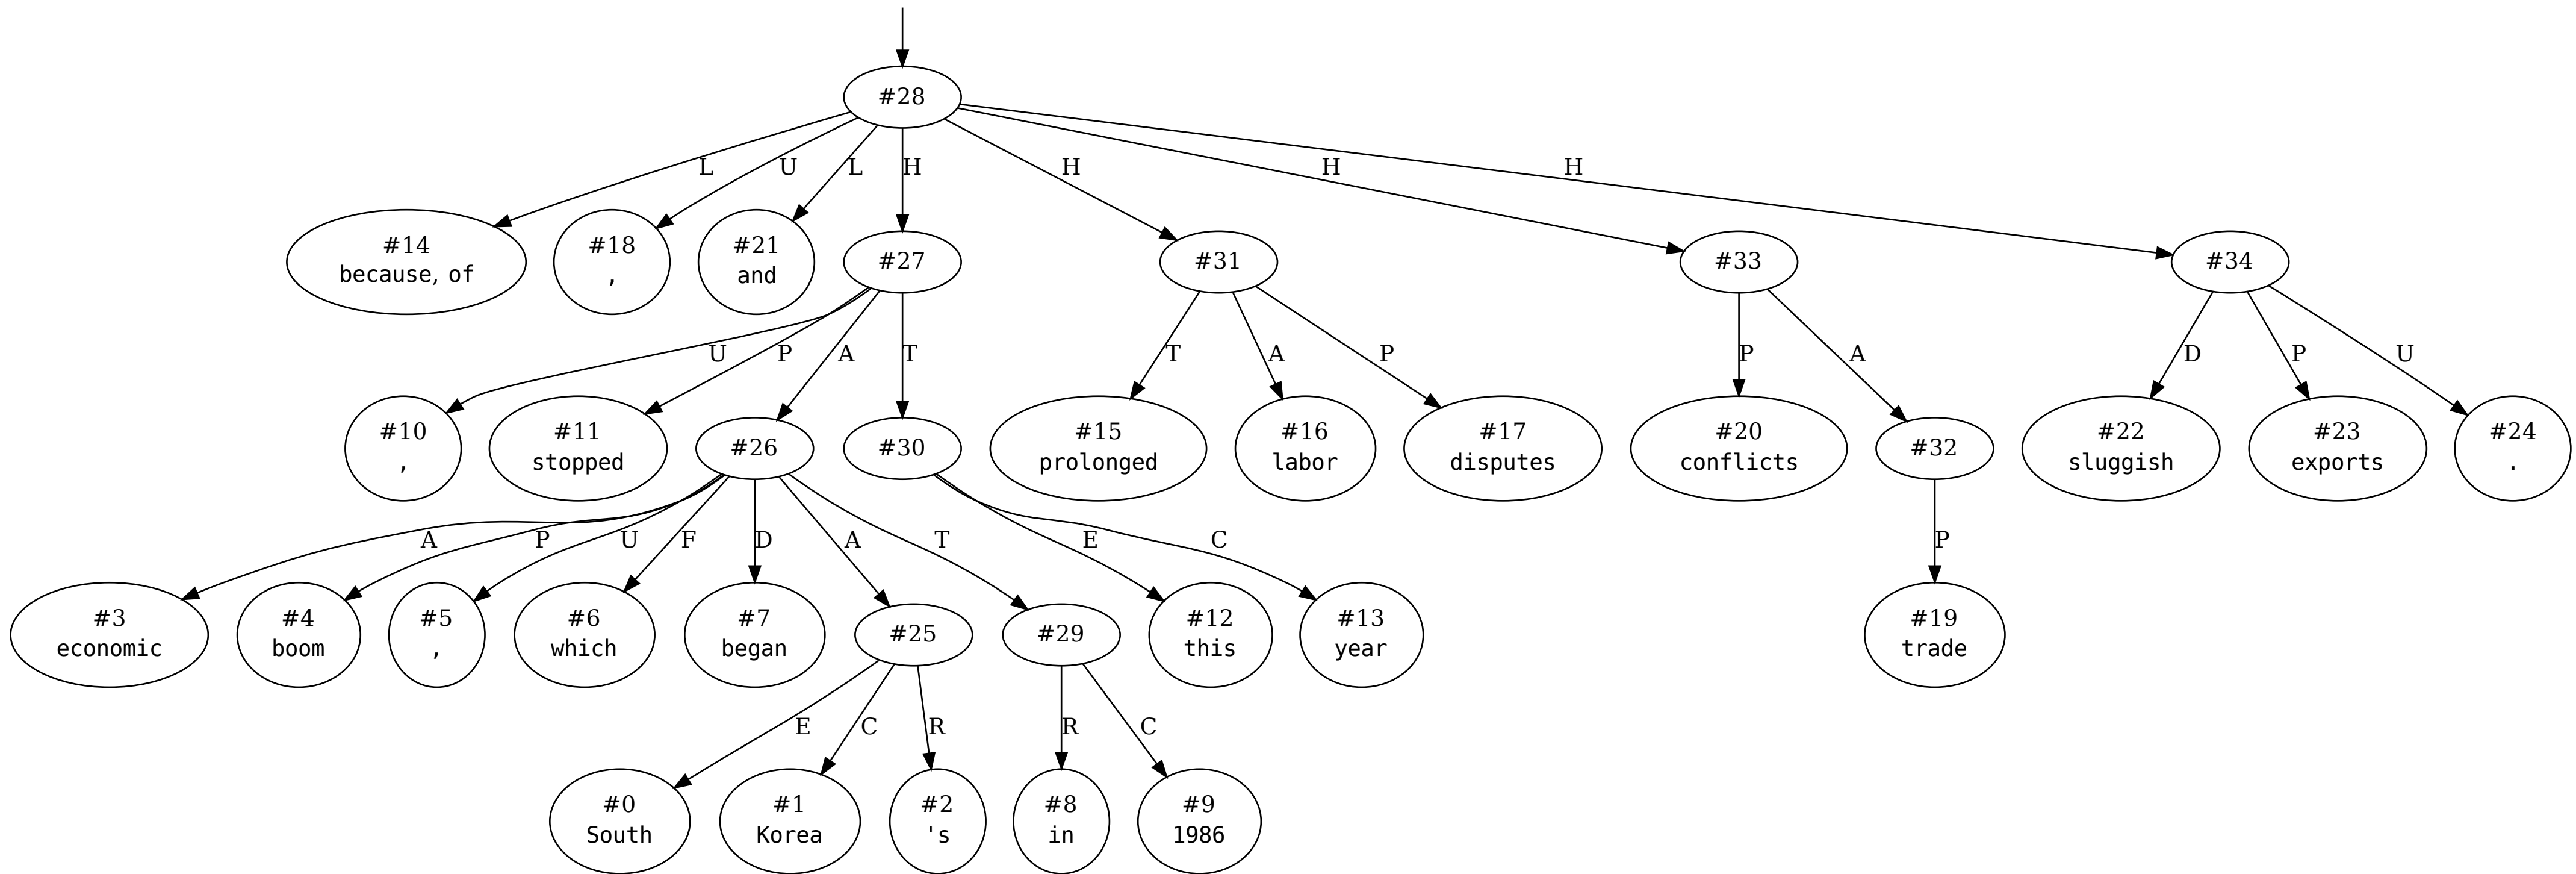 #28
L
U
L
H
H
H
H
#14
because, of
#18
,
#21
and
#27
#31
#33
#34
U
P
A
T
T
A
P
P
A
D
P
U
#10
,
#11
stopped
#26
#30
#15
prolonged
#16
labor
#17
disputes
#20
conflicts
#32
#22
sluggish
#23
exports
#24
.
A
P
U
F
D
A
T
E
C
P
#3
economic
#4
boom
#5
,
#6
which
#7
began
#25
#29
#12
this
#13
year
#19
trade
E
C
R
R
C
#0
South
#1
Korea
#2
's
#8
in
#9
1986